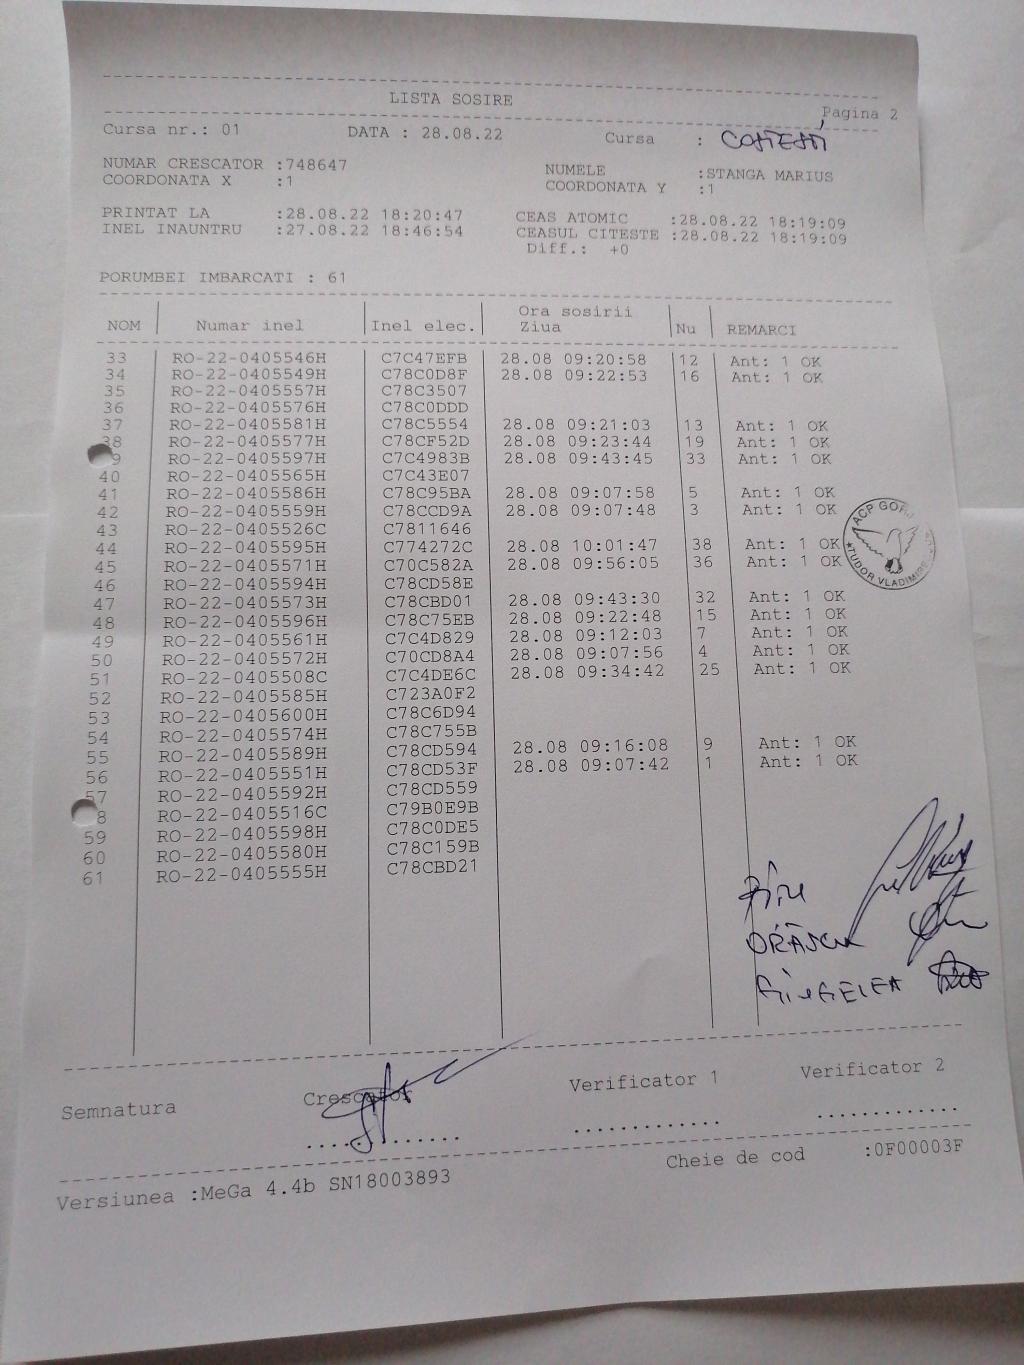 LISTA SOSIRE
Pagina 2
Cursa nr.: 01 DATA : 28.08.22 Cursa : COSTESTI
NUMAR CRESCATOR :748647 NUMELE :STANGA MARIUS
COORDONATA X :1 COORDONATA Y :1
PRINTAT LA :28.08.22 18:20:47 CEAS ATOMIC :28.08.22 18:19:09
INEL INAUNTRU :27.08.22 18:46:54 CEASUL CITESTE :28.08.22 18:19:09
Diff.: +0
PORUMBEI IMBARCATI : 61
NOM Numar inel Inel elec. Ora sosirii Ziua Nu REMARCI
33 RO-22-0405546H C7C47EFB 28.08 09:20:58 12 Ant: 1 OK
34 RO-22-0405549H C78C0D8F 28.08 09:22:53 16 Ant: 1 OK
35 RO-22-0405557H C78C3507
36 RO-22-0405576H C78C0DDD
37 RO-22-0405581H C78C5554 28.08 09:21:03 13 Ant: 1 OK
38 RO-22-0405577H C78CF52D 28.08 09:23:44 19 Ant: 1 OK
9 RO-22-0405597H C7C4983B 28.08 09:43:45 33 Ant: 1 OK
40 RO-22-0405565H C7C43E07
41 RO-22-0405586H C78C95BA 28.08 09:07:58 5 Ant: 1 OK
42 RO-22-0405559H C78CCD9A 28.08 09:07:48 3 Ant: 1 OK
43 RO-22-0405526C C7811646
44 RO-22-0405595H C774272C 28.08 10:01:47 38 Ant: 1 OK
45 RO-22-0405571H C70C582A 28.08 09:56:05 36 Ant: 1 OK
46 RO-22-0405594H C78CD58E
47 RO-22-0405573H C78CBD01 28.08 09:43:30 32 Ant: 1 OK
48 RO-22-0405596H C78C75EB 28.08 09:22:48 15 Ant: 1 OK
49 RO-22-0405561H C7C4D829 28.08 09:12:03 7 Ant: 1 OK
50 RO-22-0405572H C70CD8A4 28.08 09:07:56 4 Ant: 1 OK
51 RO-22-0405508C C7C4DE6C 28.08 09:34:42 25 Ant: 1 OK
52 RO-22-0405585H C723A0F2
53 RO-22-0405600H C78C6D94
54 RO-22-0405574H C78C755B
55 RO-22-0405589H C78CD594 28.08 09:16:08 9 Ant: 1 OK
56 RO-22-0405551H C78CD53F 28.08 09:07:42 1 Ant: 1 OK
57 RO-22-0405592H C78CD559
8 RO-22-0405516C C79B0E9B
59 RO-22-0405598H C78C0DE5
60 RO-22-0405580H C78C159B
61 RO-22-0405555H C78CBD21
ACP GORJ
TUDOR VLADIMIRE
Semnatura Crescator Verificator 1 Verificator 2
Cheie de cod :0F00003F
Versiunea :MeGa 4.4b SN18003893